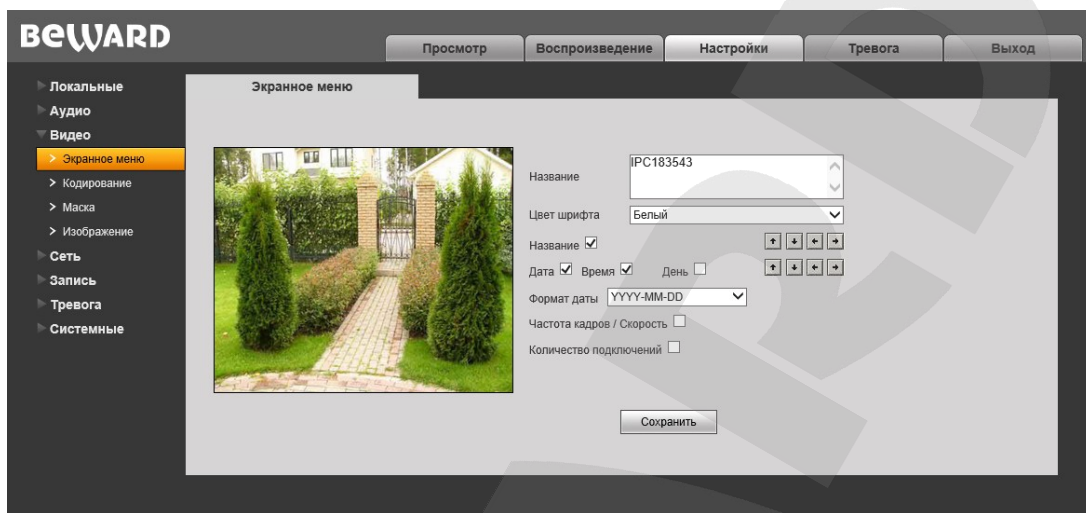 BEWARD
Просмотр Воспроизведение Настройки Тревога Выход
Локальные
Аудио
Видео
Экранное меню
Кодирование
Маска
Изображение
Сеть
Запись
Тревога
Системные
Экранное меню
Название IPC183543
Цвет шрифта Белый
Название
Дата Время День
Формат даты YYYY-MM-DD
Частота кадров / Скорость
Количество подключений
Сохранить